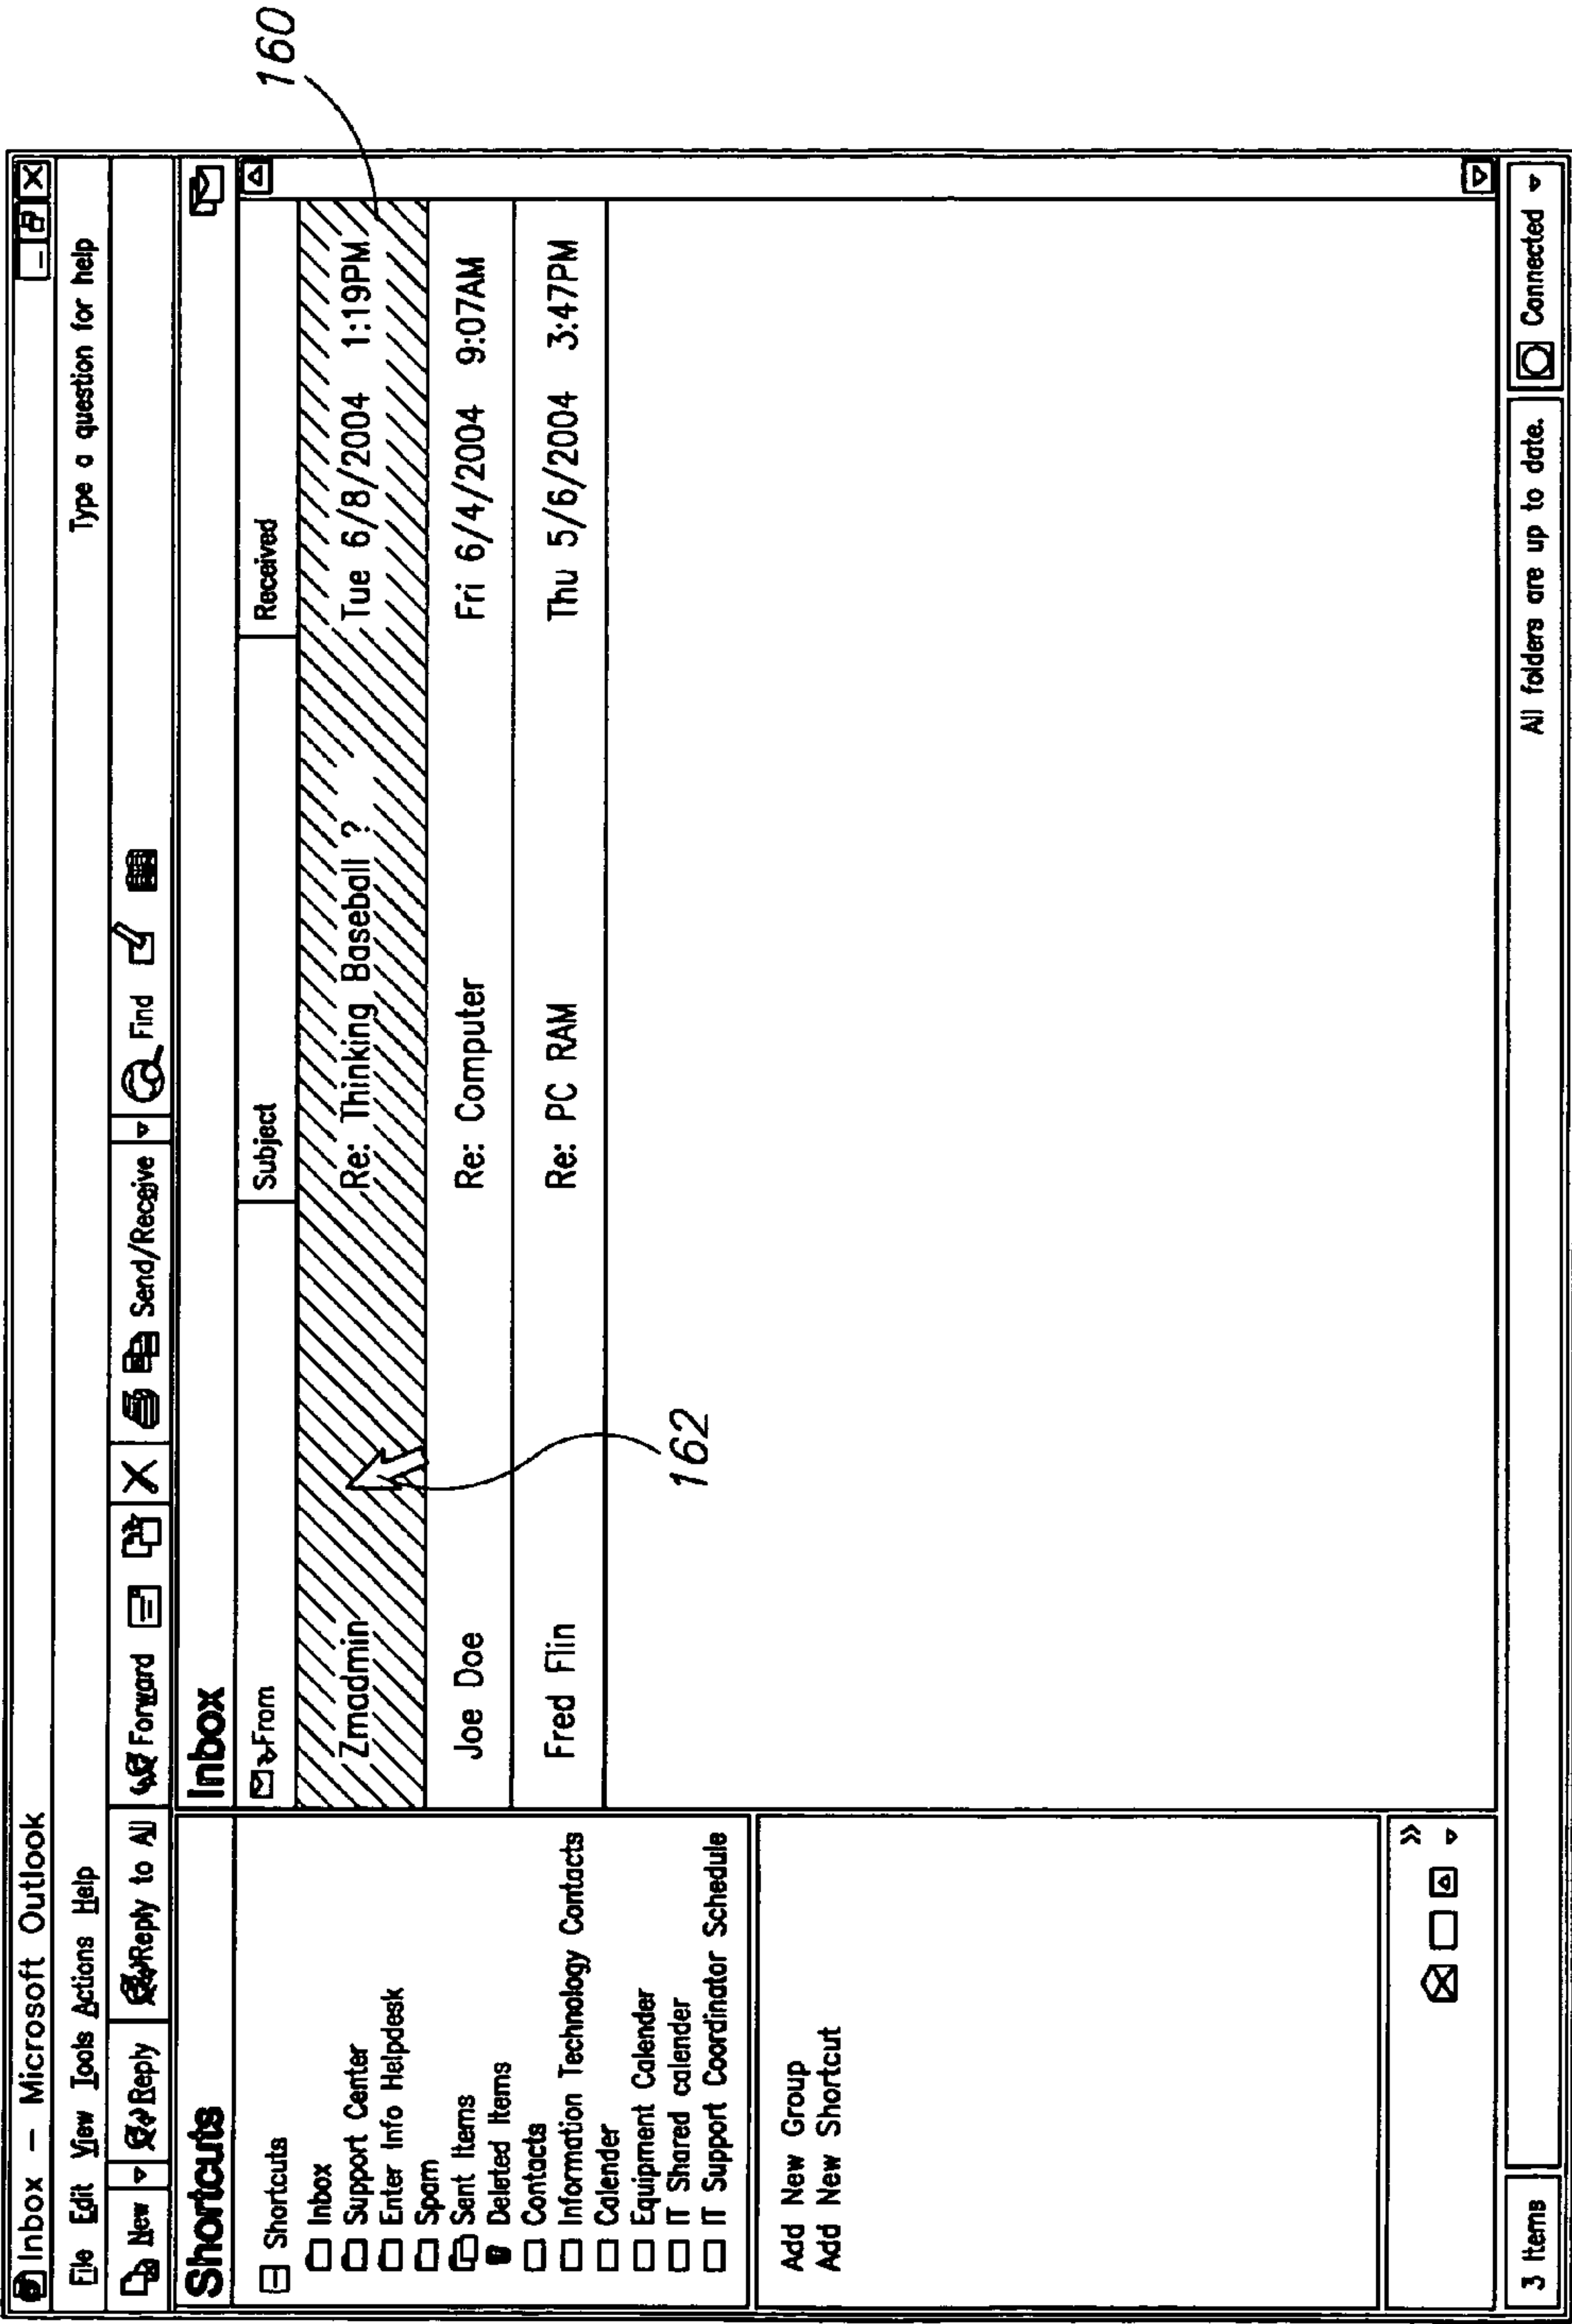 Inbox – Microsoft Outlook
File Edit View Tools Actions Help Type a question for help
New Reply Reply to All Forward Send/Receive Find
Shortcuts
Shortcuts
Inbox
Support Center
Enter Info Helpdesk
Spam
Sent Items
Deleted Items
Contacts
Information Technology Contacts
Calender
Equipment Calender
IT Shared calender
IT Support Coordinator Schedule
Add New Group
Add New Shortcut
Inbox
From Subject Received
Zmadmin Re: Thinking Baseball ? Tue 6/8/2004 1:19PM
Joe Doe Re: Computer Fri 6/4/2004 9:07AM
Fred Flin Re: PC RAM Thu 5/6/2004 3:47PM
160
162
3 Items All folders are up to date. Connected